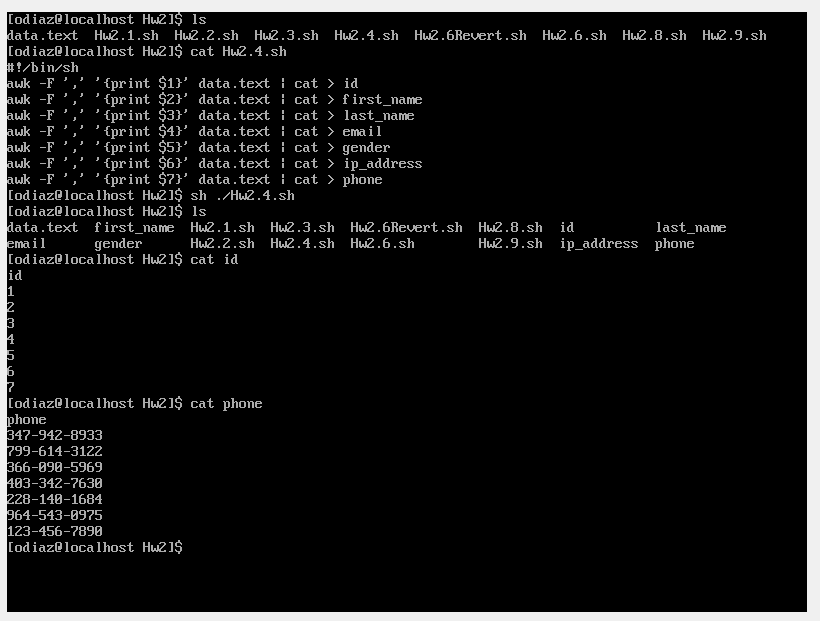 [odiaz@localhost Hw2]$ ls
data.text  Hw2.1.sh  Hw2.2.sh  Hw2.3.sh  Hw2.4.sh  Hw2.6Revert.sh  Hw2.6.sh  Hw2.8.sh  Hw2.9.sh
[odiaz@localhost Hw2]$ cat Hw2.4.sh
#!/bin/sh
awk -F ',' '{print $1}' data.text | cat > id
awk -F ',' '{print $2}' data.text | cat > first_name
awk -F ',' '{print $3}' data.text | cat > last_name
awk -F ',' '{print $4}' data.text | cat > email
awk -F ',' '{print $5}' data.text | cat > gender
awk -F ',' '{print $6}' data.text | cat > ip_address
awk -F ',' '{print $7}' data.text | cat > phone
[odiaz@localhost Hw2]$ sh ./Hw2.4.sh
[odiaz@localhost Hw2]$ ls
data.text  first_name  Hw2.1.sh  Hw2.3.sh  Hw2.6Revert.sh  Hw2.8.sh  id          last_name
email      gender      Hw2.2.sh  Hw2.4.sh  Hw2.6.sh        Hw2.9.sh  ip_address  phone
[odiaz@localhost Hw2]$ cat id
id
1
2
3
4
5
6
7
[odiaz@localhost Hw2]$ cat phone
phone
347-942-8933
799-614-3122
366-090-5969
403-342-7630
228-140-1684
964-543-0975
123-456-7890
[odiaz@localhost Hw2]$